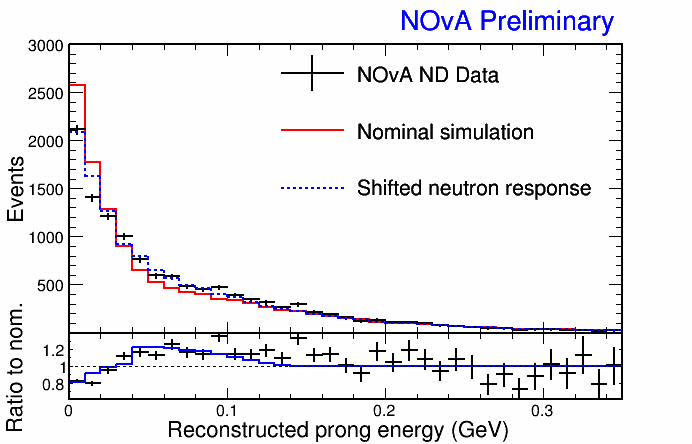 NOvA Preliminary
3000
2500
2000
1500
1000
500
Events
NOvA ND Data
Nominal simulation
Shifted neutron response
Ratio to nom.
1.2
1
0.8
0 0.1 0.2 0.3
Reconstructed prong energy (GeV)